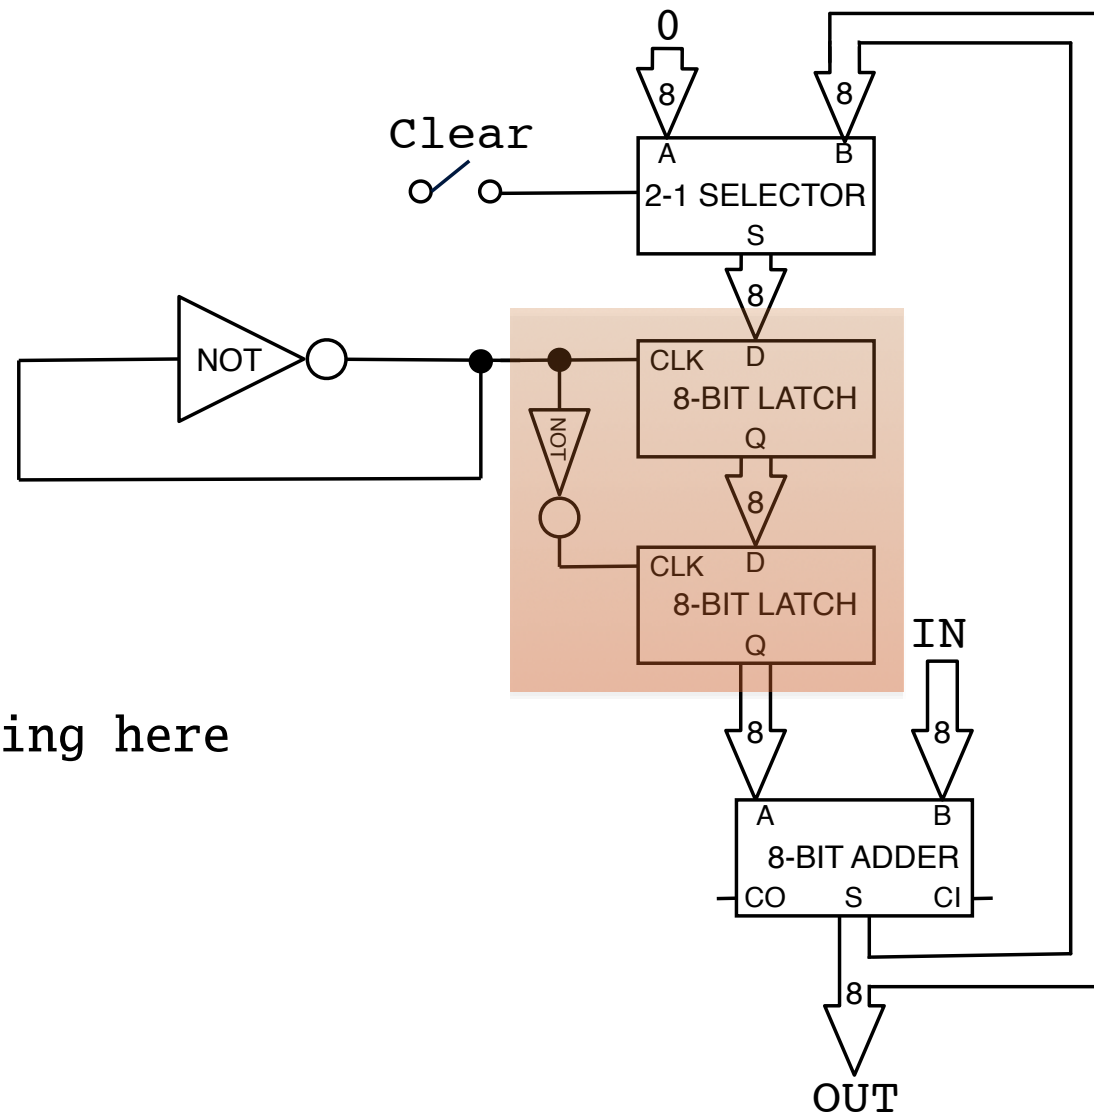 0
8
8
Clear
A
B
2-1 SELECTOR
S
8
NOT
CLK
D
8-BIT LATCH
Q
NOT
8
CLK
D
8-BIT LATCH
Q
IN
ing here
8
8
A
B
8-BIT ADDER
CO
S
CI
8
OUT